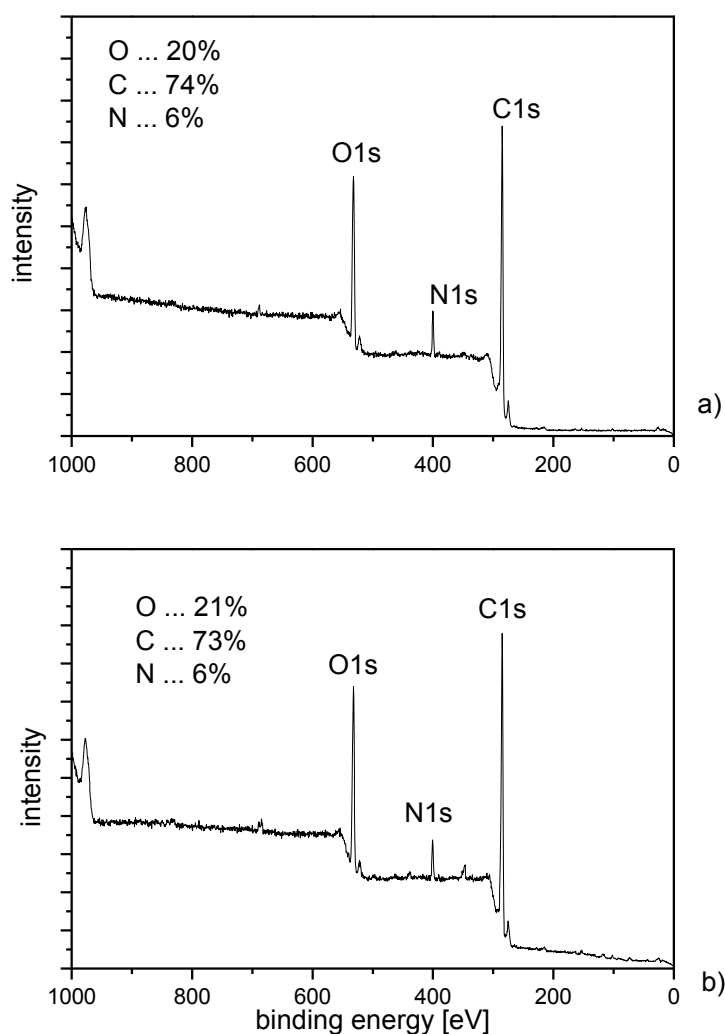 O ... 20%
C ... 74%
N ... 6%
C1s
O1s
N1s
intensity
a)
1000 800 600 400 200 0
O ... 21%
C ... 73%
N ... 6%
C1s
O1s
N1s
intensity
b)
1000 800 600 400 200 0
binding energy [eV]